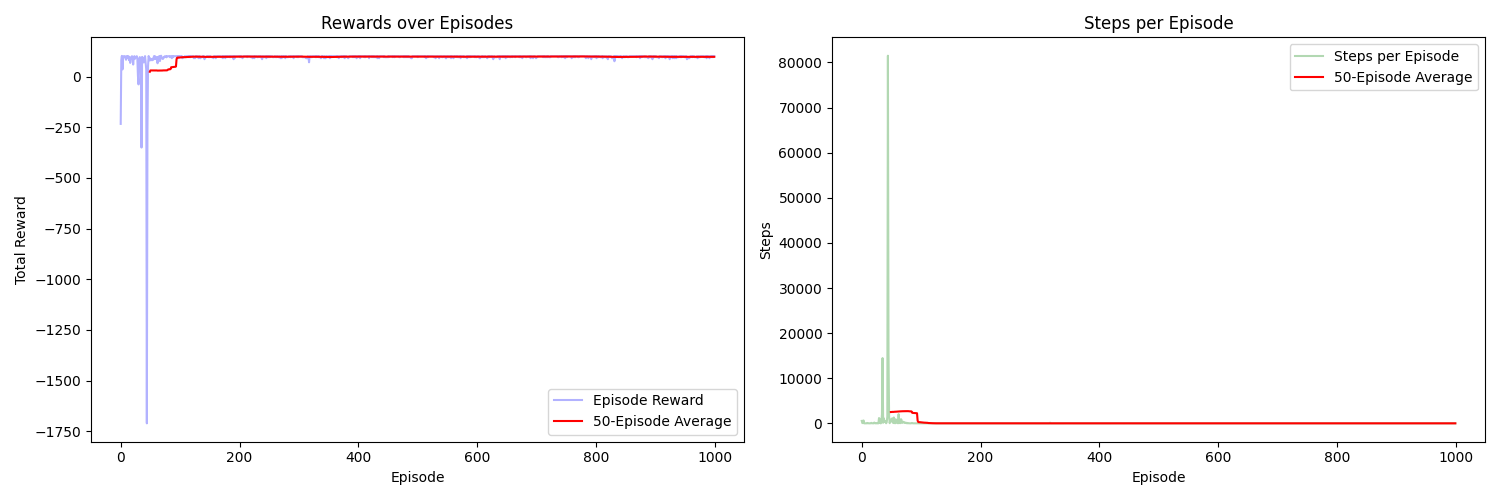 Rewards over Episodes
Total Reward
0
−250
−500
−750
−1000
−1250
−1500
−1750
0
200
400
600
800
1000
Episode
Episode Reward
50-Episode Average
Steps per Episode
Steps
80000
70000
60000
50000
40000
30000
20000
10000
0
0
200
400
600
800
1000
Episode
Steps per Episode
50-Episode Average